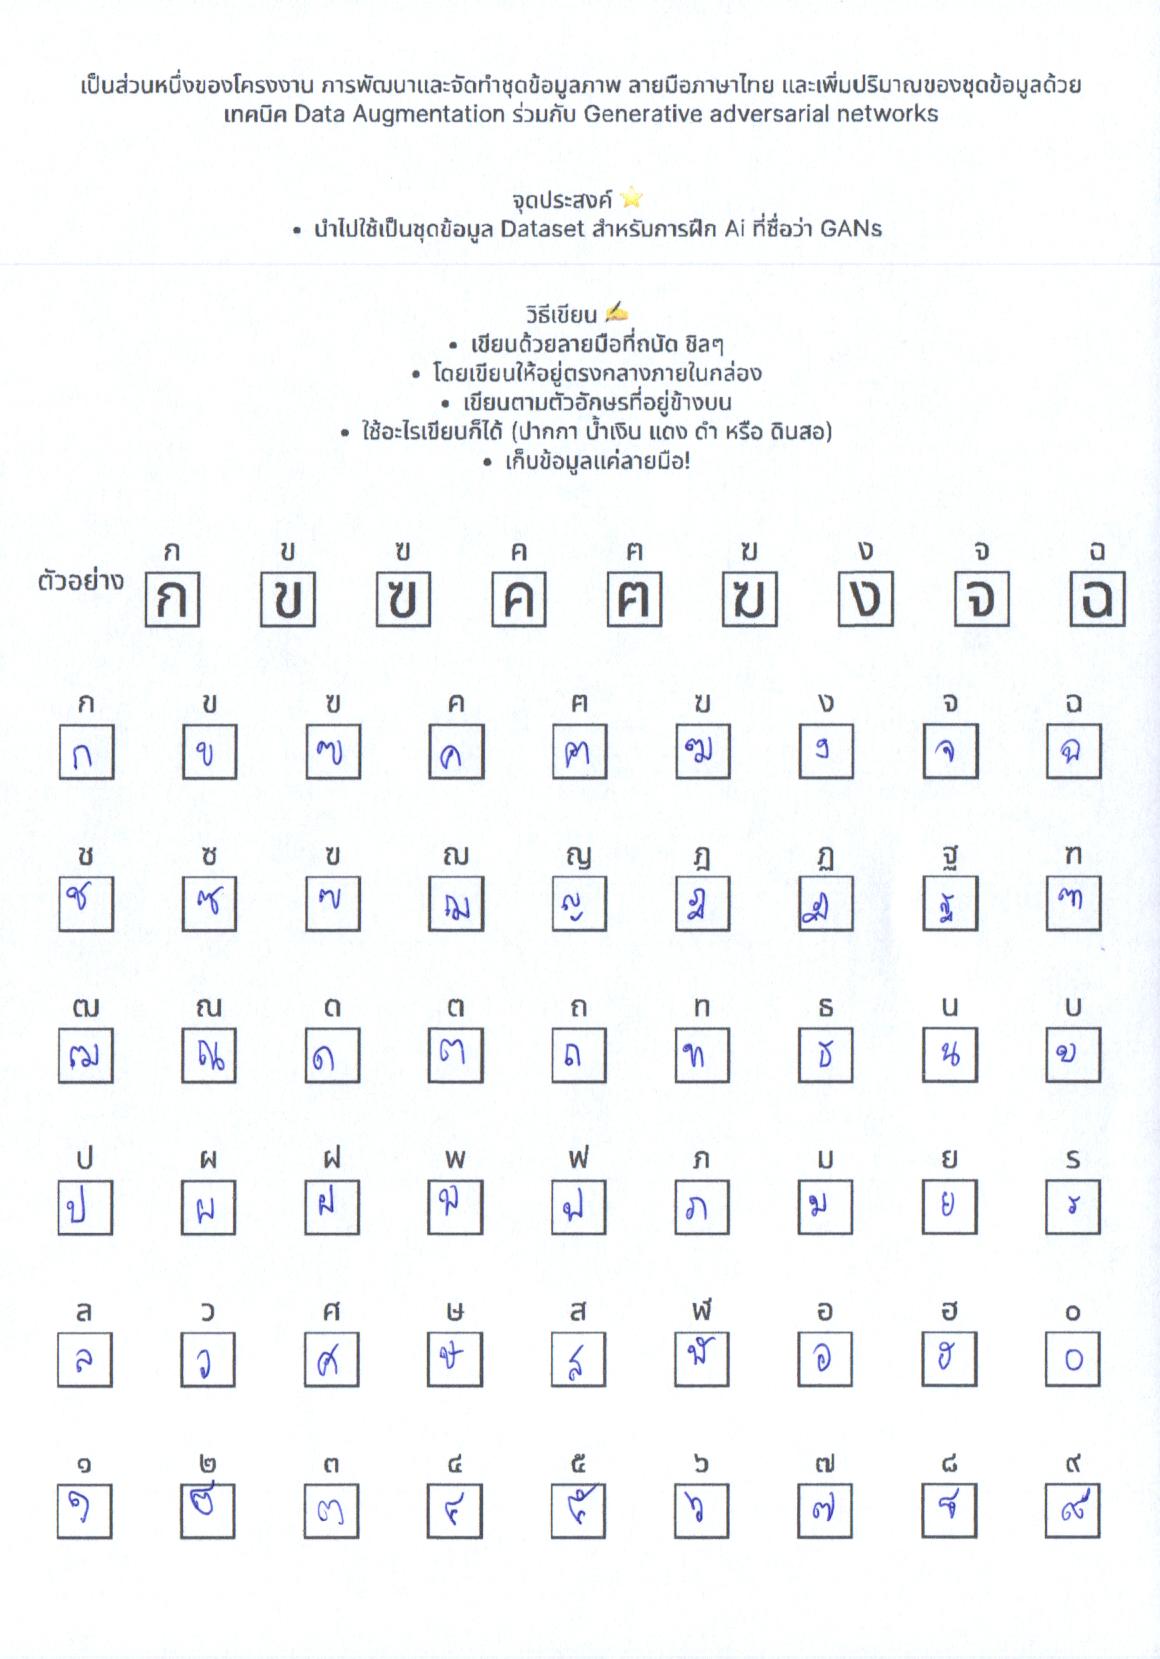 เป็นส่วนหนึ่งของโครงงาน การพัฒนาและจัดทำชุดข้อมูลภาพ ลายมือภาษาไทย และเพิ่มปริมาณของชุดข้อมูลด้วย
เทคนิค Data Augmentation ร่วมกับ Generative adversarial networks
จุดประสงค์ ⭐
• นำไปใช้เป็นชุดข้อมูล Dataset สำหรับการฝึก Ai ที่ชื่อว่า GANs
วิธีเขียน ✍
• เขียนด้วยลายมือที่ถนัด ชิลๆ
• โดยเขียนให้อยู่ตรงกลางภายในกล่อง
• เขียนตามตัวอักษรที่อยู่ข้างบน
• ใช้อะไรเขียนก็ได้ (ปากกา น้ำเงิน แดง ดำ หรือ ดินสอ)
• เก็บข้อมูลแค่ลายมือ!
ก ข ฃ ค ฅ ฆ ง จ ฉ
ตัวอย่าง ก ข ฃ ค ฅ ฆ ง จ ฉ
ก ข ฃ ค ฅ ฆ ง จ ฉ
ก ข ฃ ค ฅ ฆ ง จ ฉ
ช ซ ฃ ฌ ญ ฎ ฏ ฐ ฑ
ช ซ ฃ ฌ ญ ฎ ฏ ฐ ฑ
ฒ ณ ด ต ถ ท ธ น บ
ฒ ณ ด ต ถ ท ธ น บ
ป ผ ฝ พ ฟ ภ ม ย ร
ป ผ ฝ พ ฟ ภ ม ย ร
ล ว ศ ษ ส ฬ อ ฮ ๐
ล ว ศ ษ ส ฬ อ ฮ ๐
๑ ๒ ๓ ๔ ๕ ๖ ๗ ๘ ๙
๑ ๒ ๓ ๔ ๕ ๖ ๗ ๘ ๙